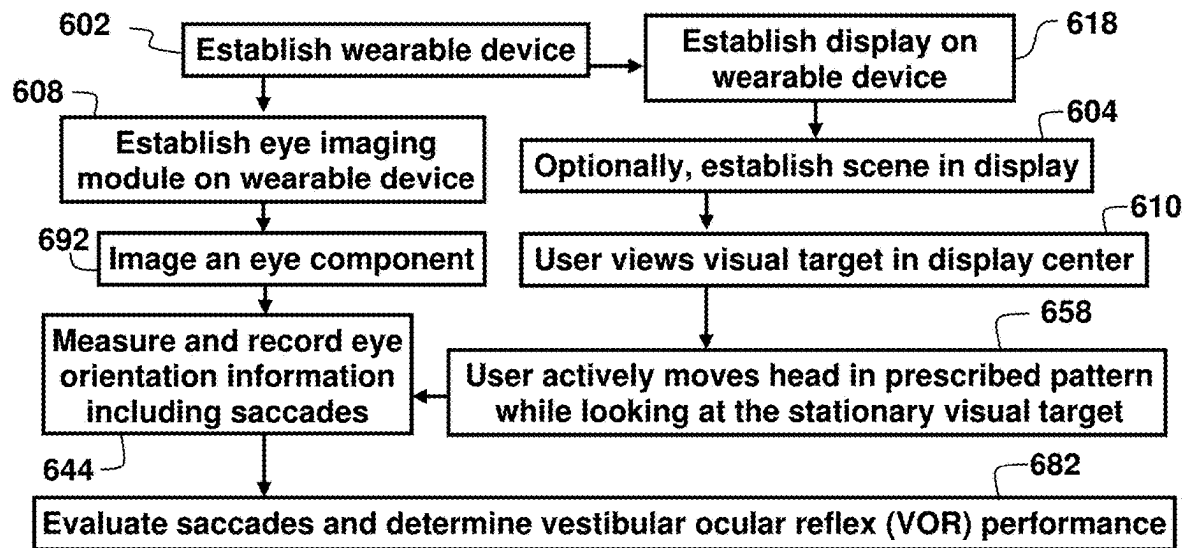 602
Establish wearable device
Establish display on
wearable device
618
608
Establish eye imaging
module on wearable device
604
Optionally, establish scene in display
692
Image an eye component
610
User views visual target in display center
Measure and record eye
orientation information
including saccades
644
658
User actively moves head in prescribed pattern
while looking at the stationary visual target
682
Evaluate saccades and determine vestibular ocular reflex (VOR) performance